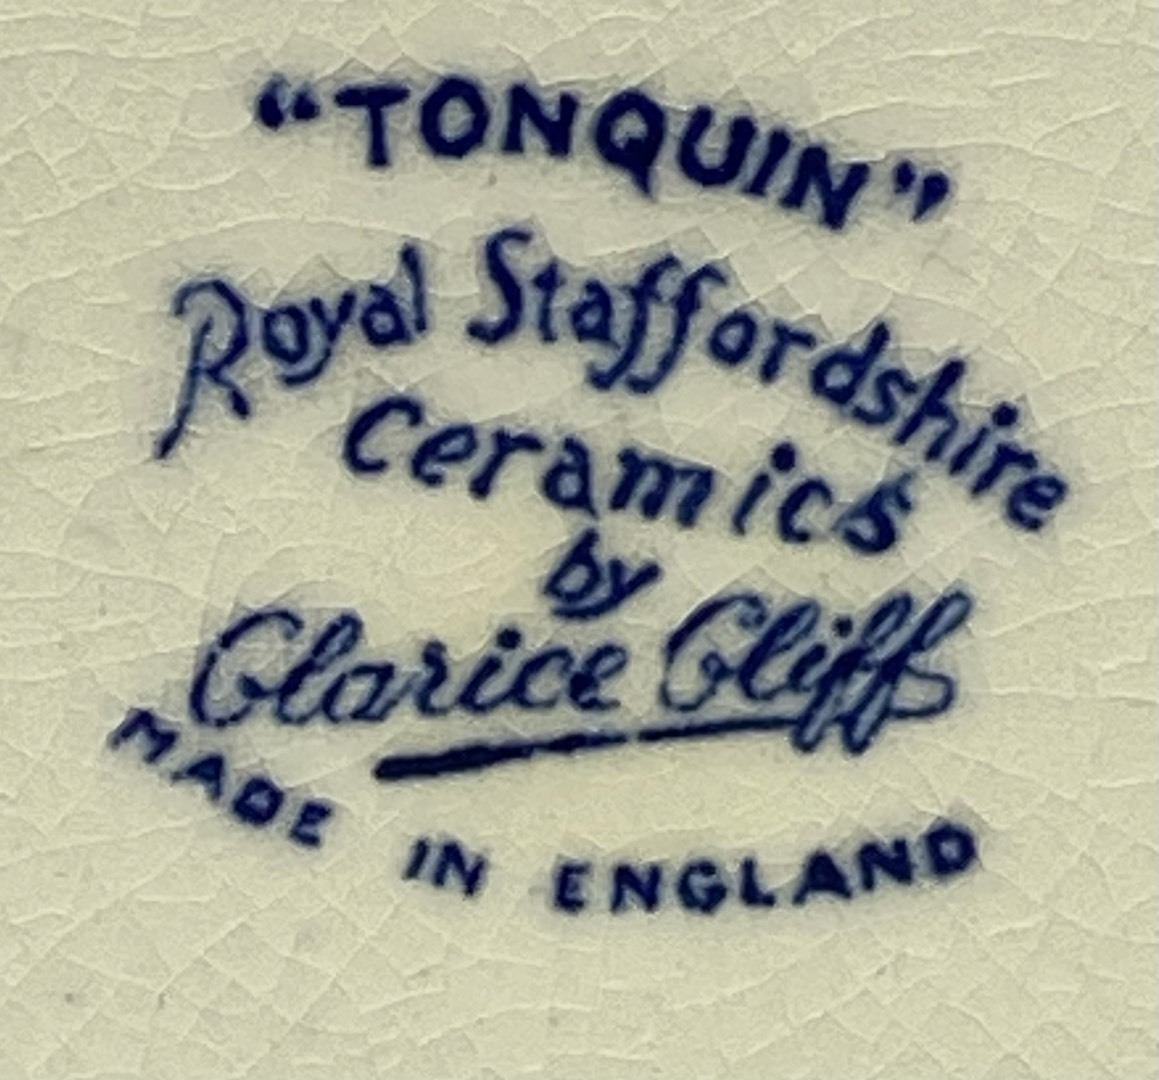 “TONQUIN”
Royal Staffordshire
Ceramics
by
Clarice Cliff
MADE IN ENGLAND